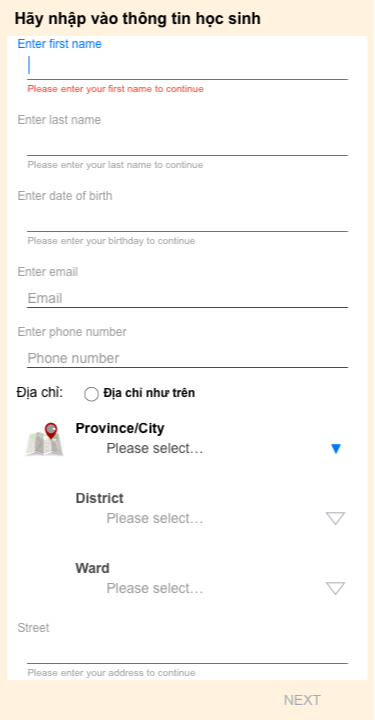 Hãy nhập vào thông tin học sinh
Enter first name
Please enter your first name to continue
Enter last name
Please enter your last name to continue
Enter date of birth
Please enter your birthday to continue
Enter email
Email
Enter phone number
Phone number
Địa chỉ: Địa chỉ như trên
Province/City
Please select...
District
Please select...
Ward
Please select...
Street
Please enter your address to continue
NEXT